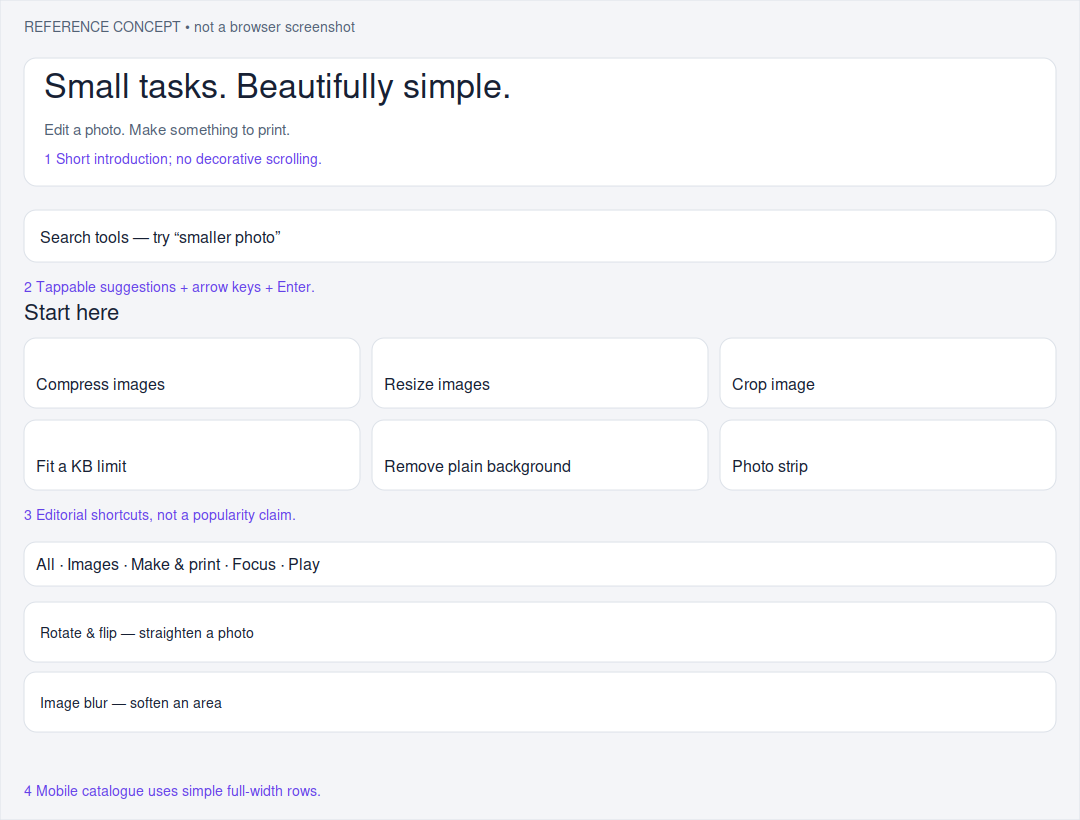 REFERENCE CONCEPT • not a browser screenshot
Small tasks. Beautifully simple.
Edit a photo. Make something to print.
1 Short introduction; no decorative scrolling.
Search tools — try “smaller photo”
2 Tappable suggestions + arrow keys + Enter.
Start here
Compress images
Resize images
Crop image
Fit a KB limit
Remove plain background
Photo strip
3 Editorial shortcuts, not a popularity claim.
All · Images · Make & print · Focus · Play
Rotate & flip — straighten a photo
Image blur — soften an area
4 Mobile catalogue uses simple full-width rows.